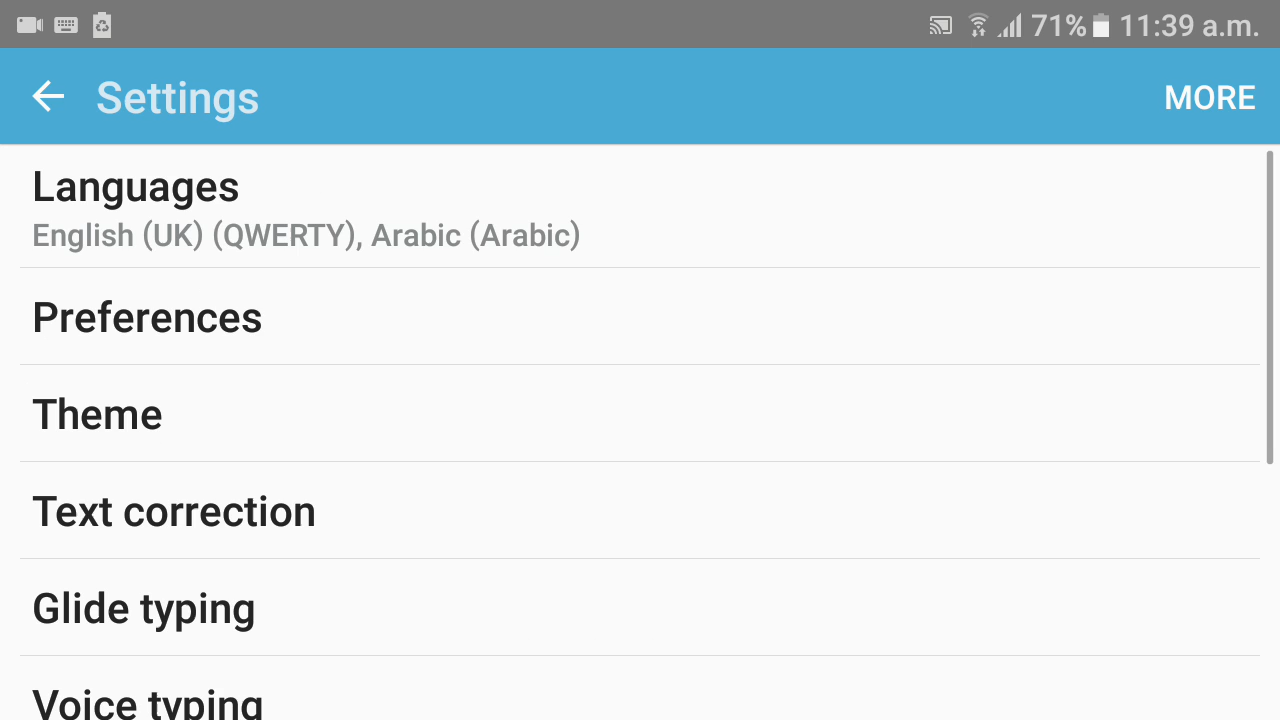 71% 11:39 a.m.
Settings
MORE
Languages
English (UK) (QWERTY), Arabic (Arabic)
Preferences
Theme
Text correction
Glide typing
Voice typing